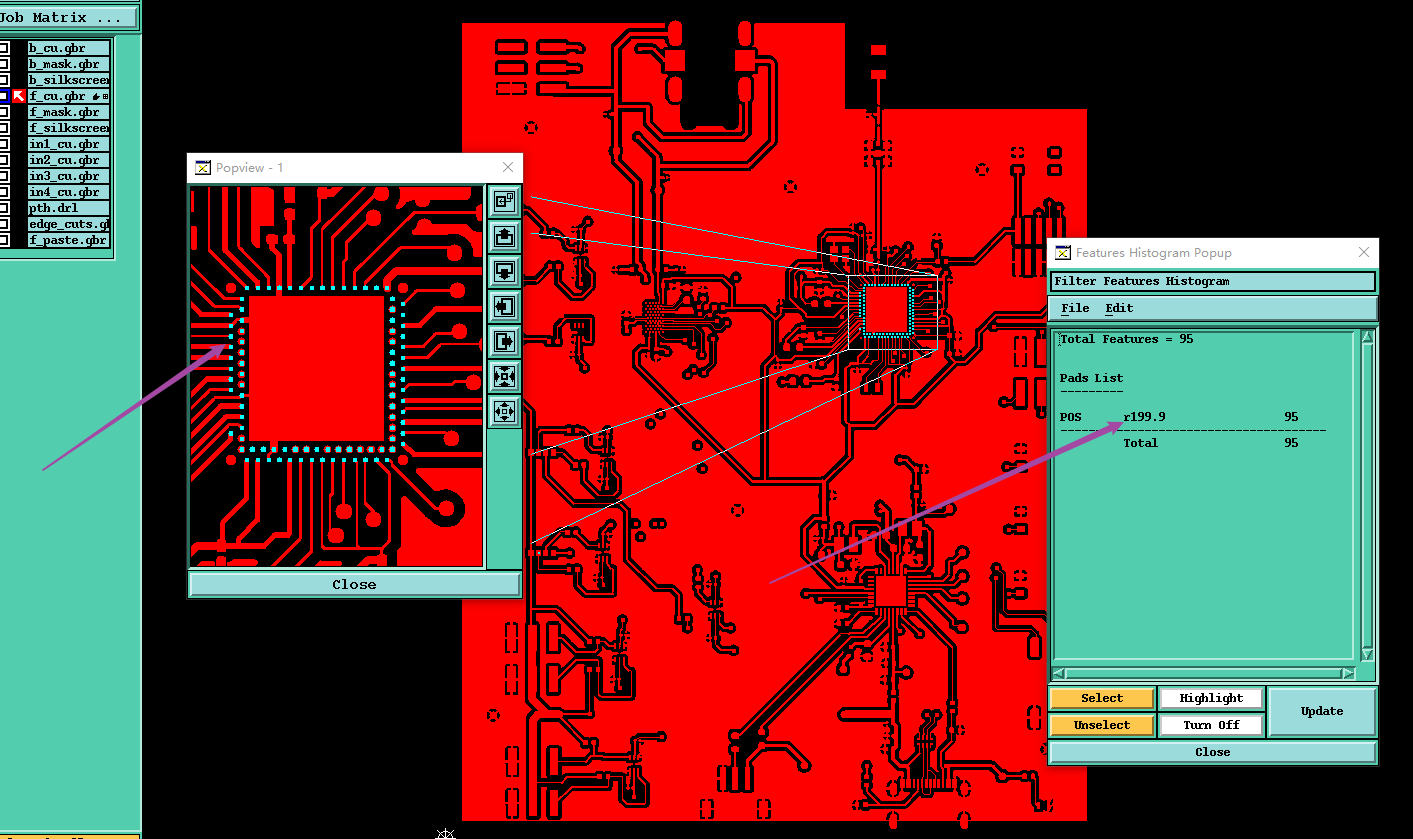 Job Matrix ...
b_cu.gbr
b_mask.gbr
b_silkscreen
f_cu.gbr
f_mask.gbr
f_silkscreen
in1_cu.gbr
in2_cu.gbr
in3_cu.gbr
in4_cu.gbr
pth.drl
edge_cuts.gb
f_paste.gbr
Popview - 1
Close
Features Histogram Popup
Filter Features Histogram
File Edit
Total Features = 95
Pads List
---------
POS r199.9 95
Total 95
Select Highlight Update
Unselect Turn Off
Close